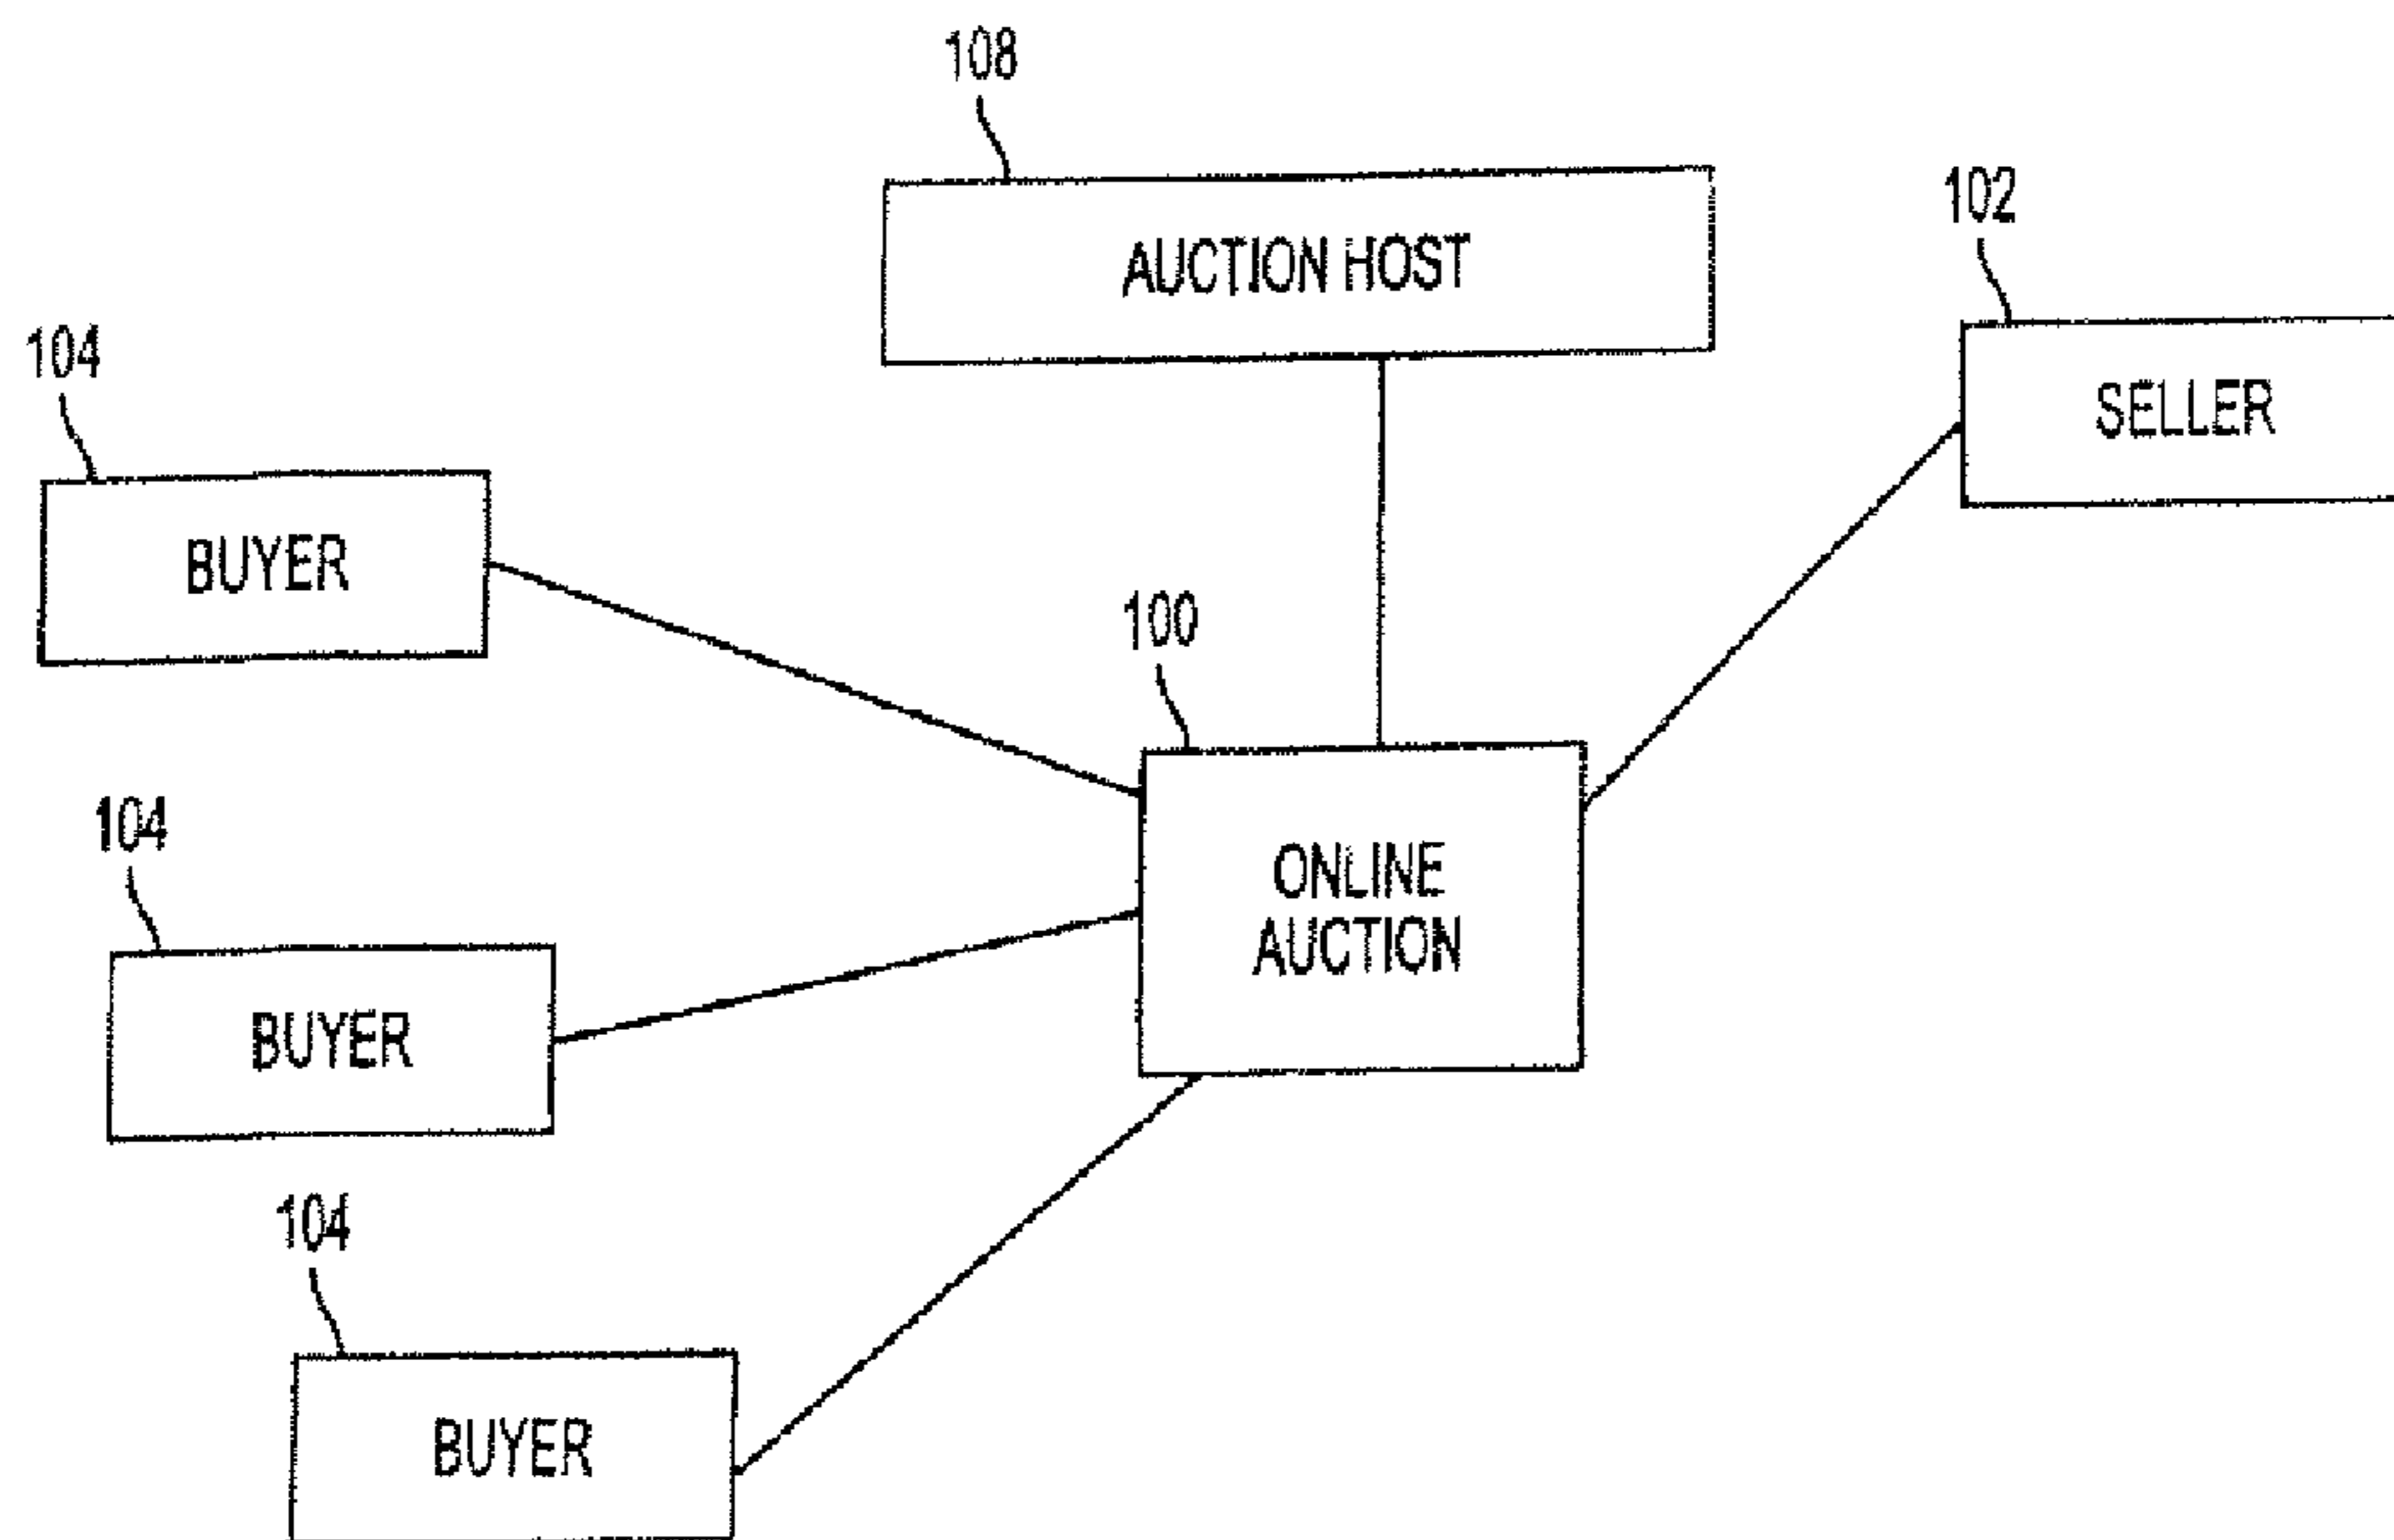 108
AUCTION HOST
102
SELLER
104
BUYER
100
ONLINE
AUCTION
104
BUYER
104
BUYER